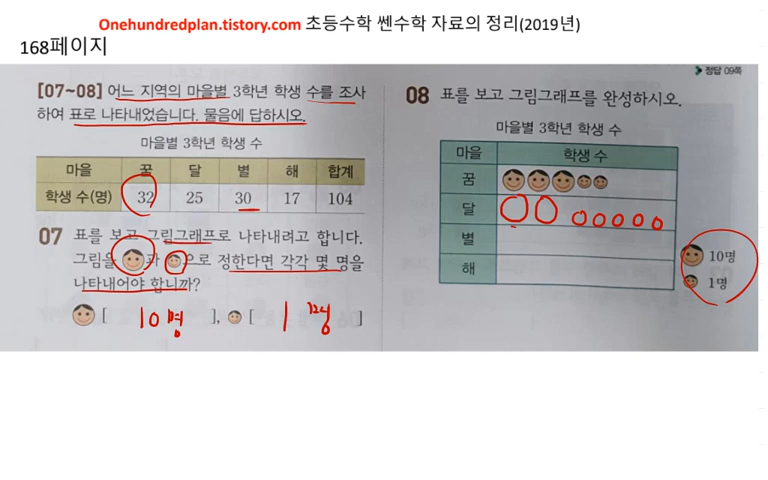 Onehundredplan.tistory.com 초등수학 쎈수학 자료의 정리(2019년)
168페이지
정답 09쪽
[07~08] 어느 지역의 마을별 3학년 학생 수를 조사
하여 표로 나타내었습니다. 물음에 답하시오.
마을별 3학년 학생 수
마을 꿈 달 별 해 합계
학생 수(명) 32 25 30 17 104
07 표를 보고 그림그래프로 나타내려고 합니다.
그림을 과 으로 정한다면 각각 몇 명을
나타내어야 합니까?
[ 10명 ], [ 1명 ]
08 표를 보고 그림그래프를 완성하시오.
마을별 3학년 학생 수
마을 학생 수
꿈
달
별
해
10명
1명